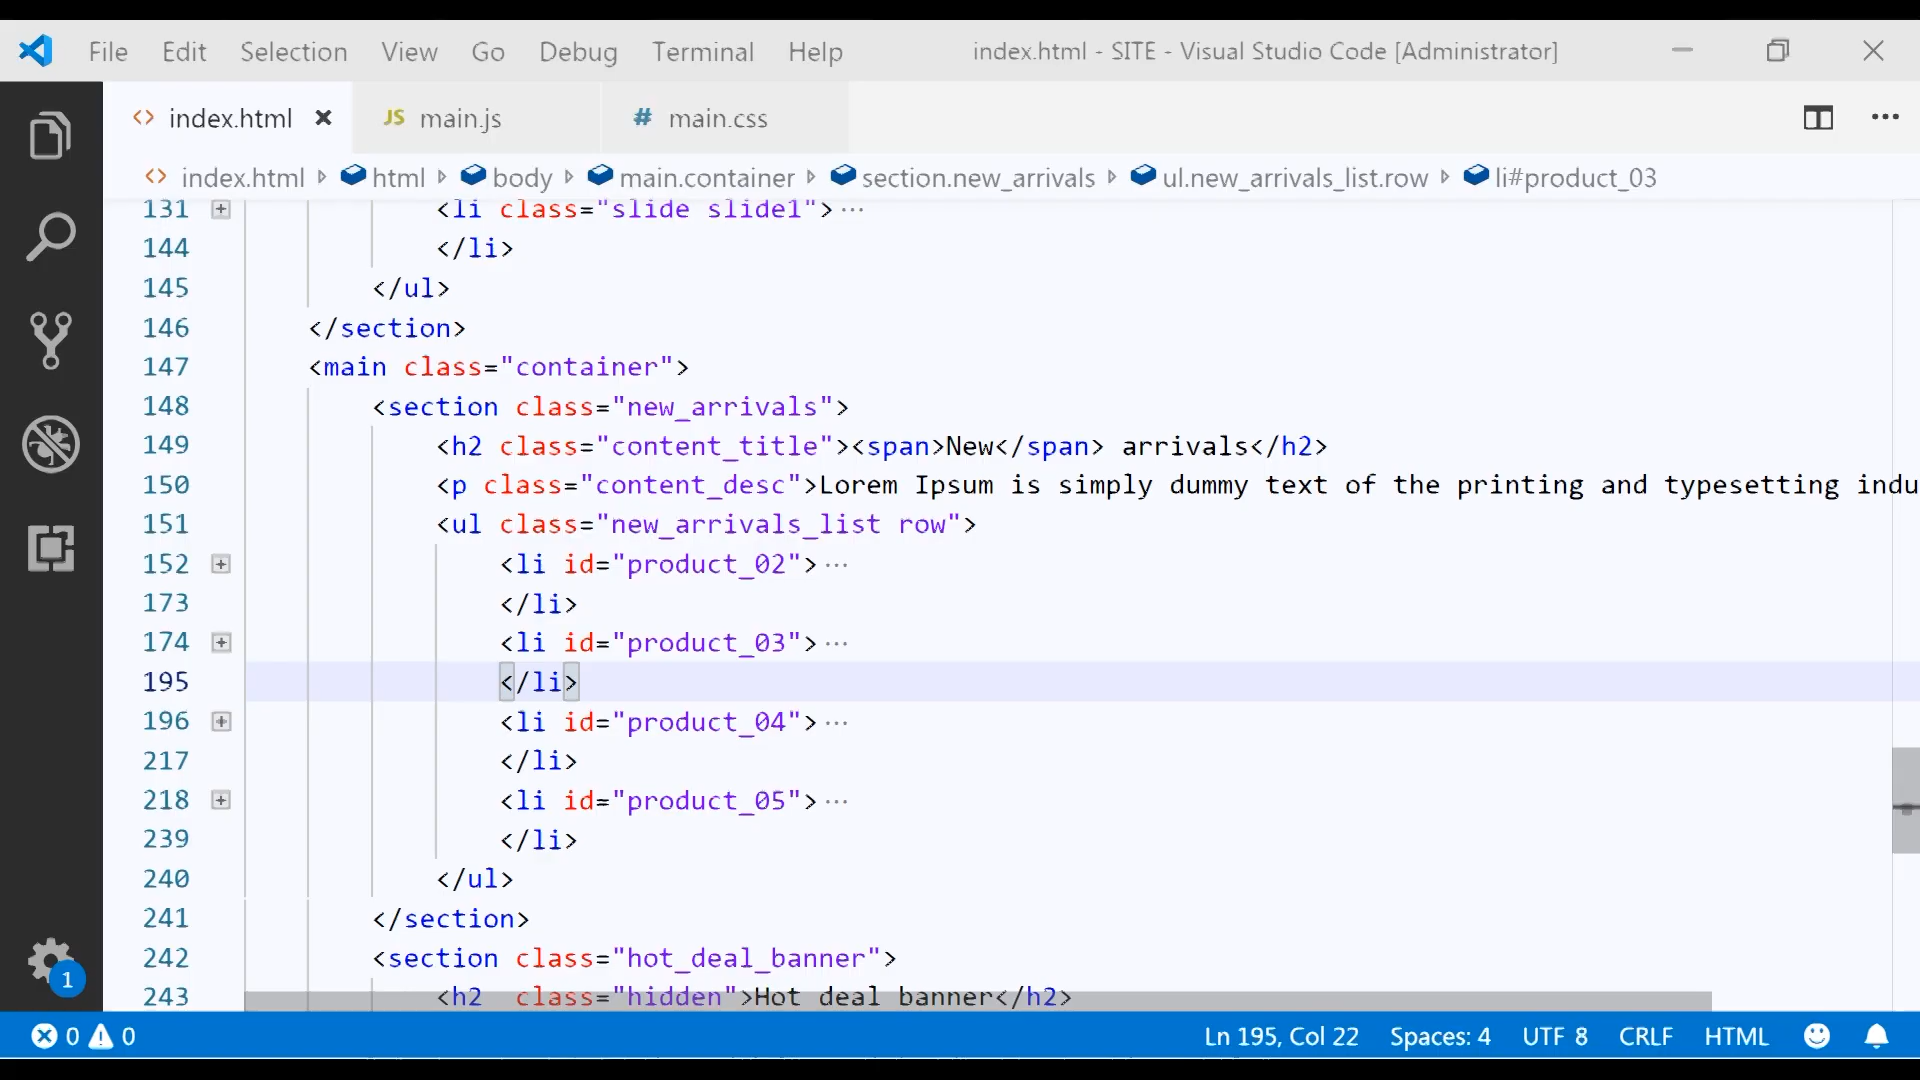 File Edit Selection View Go Debug Terminal Help index.html - SITE - Visual Studio Code [Administrator]
<> index.html × JS main.js # main.css ...
<> index.html html body main.container section.new_arrivals ul.new_arrivals_list.row li#product_03
131 <li class="slide slide1">...
144 </li>
145 </ul>
146 </section>
147 <main class="container">
148 <section class="new_arrivals">
149 <h2 class="content_title"><span>New</span> arrivals</h2>
150 <p class="content_desc">Lorem Ipsum is simply dummy text of the printing and typesetting indu
151 <ul class="new_arrivals_list row">
152 <li id="product_02">...
173 </li>
174 <li id="product_03">...
195 </li>
196 <li id="product_04">...
217 </li>
218 <li id="product_05">...
239 </li>
240 </ul>
241 </section>
242 <section class="hot_deal_banner">
243 <h2  class="hidden">Hot deal banner</h2>
1
0 0 Ln 195, Col 22 Spaces: 4 UTF 8 CRLF HTML